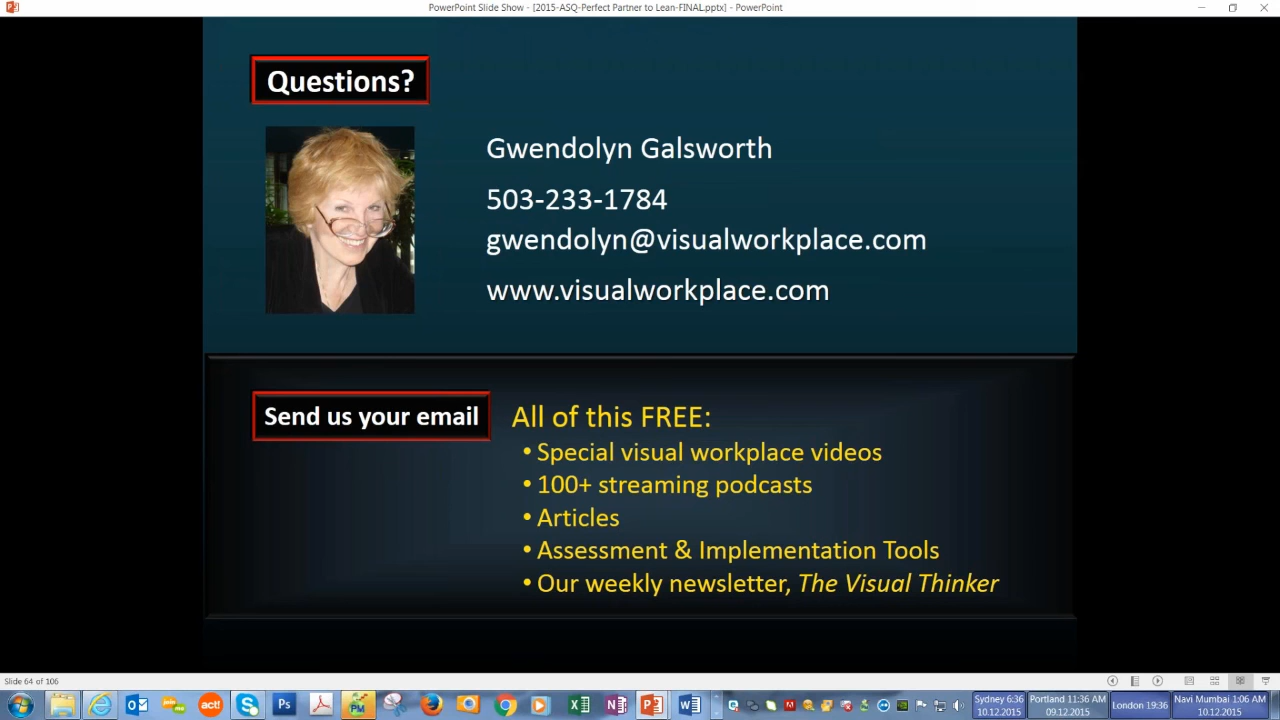 PowerPoint Slide Show - [2015-ASQ-Perfect Partner to Lean-FINAL.pptx] - PowerPoint
Questions?
Gwendolyn Galsworth
503-233-1784
gwendolyn@visualworkplace.com
www.visualworkplace.com
Send us your email
All of this FREE:
• Special visual workplace videos
• 100+ streaming podcasts
• Articles
• Assessment & Implementation Tools
• Our weekly newsletter, The Visual Thinker
Slide 64 of 106
act!
Ps
PM
Sydney 6:36
10.12.2015
Portland 11:36 AM
09.12.2015
London 19:36
Navi Mumbai 1:06 AM
10.12.2015